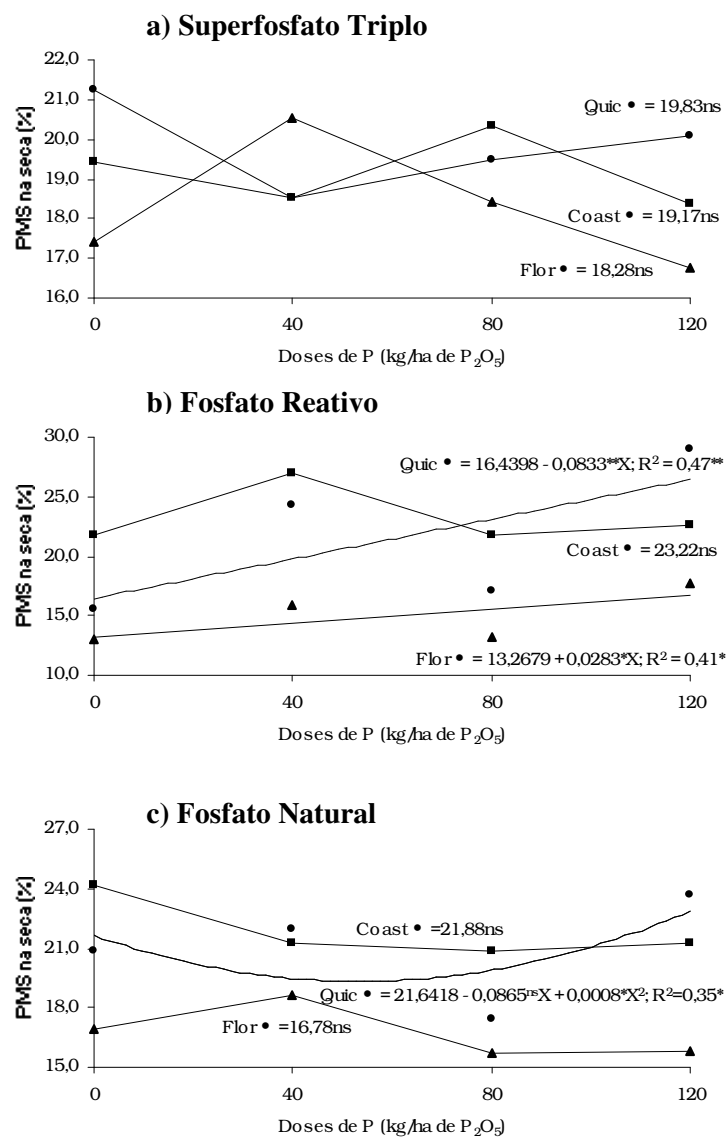 a) Superfosfato Triplo
22,0
21,0
20,0
19,0
18,0
17,0
16,0
PMS na seca (%)
Quic • = 19,83ns
Coast • = 19,17ns
Flor • = 18,28ns
0 40 80 120
Doses de P (kg/ha de P₂O₅)
b) Fosfato Reativo
30,0
25,0
20,0
15,0
10,0
PMS na seca (%)
Quic • = 16,4398 - 0,0833**X; R² = 0,47**
Coast • = 23,22ns
Flor • = 13,2679 + 0,0283*X; R² = 0,41*
0 40 80 120
Doses de P (kg/ha de P₂O₅)
c) Fosfato Natural
27,0
24,0
21,0
18,0
15,0
PMS na seca (%)
Coast • =21,88ns
Quic • = 21,6418 - 0,0865ⁿˢX + 0,0008*X²; R²=0,35*
Flor • =16,78ns
0 40 80 120
Doses de P (kg/ha de P₂O₅)